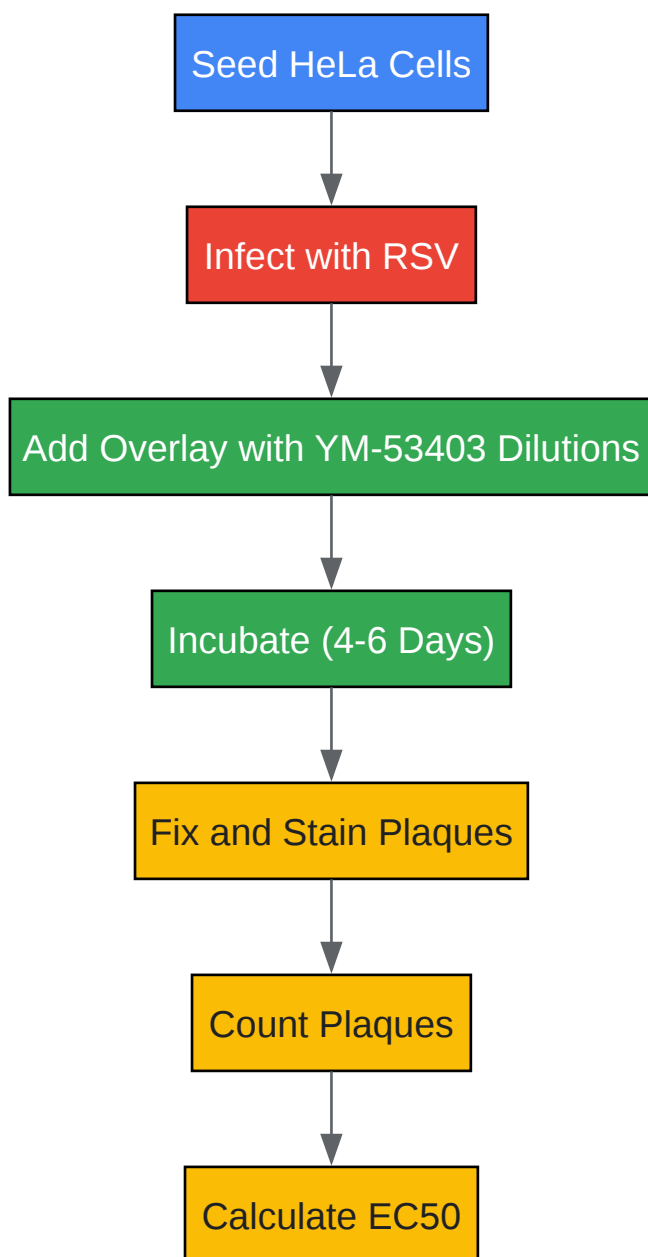 Seed HeLa Cells
Infect with RSV
Add Overlay with YM-53403 Dilutions
Incubate (4-6 Days)
Fix and Stain Plaques
Count Plaques
Calculate EC50